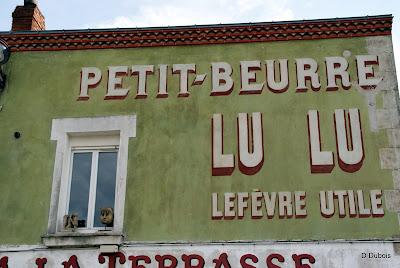 PETIT-BEURRE
LU LU
LEFÈVRE UTILE
A LA TERRASSE
D Dubois